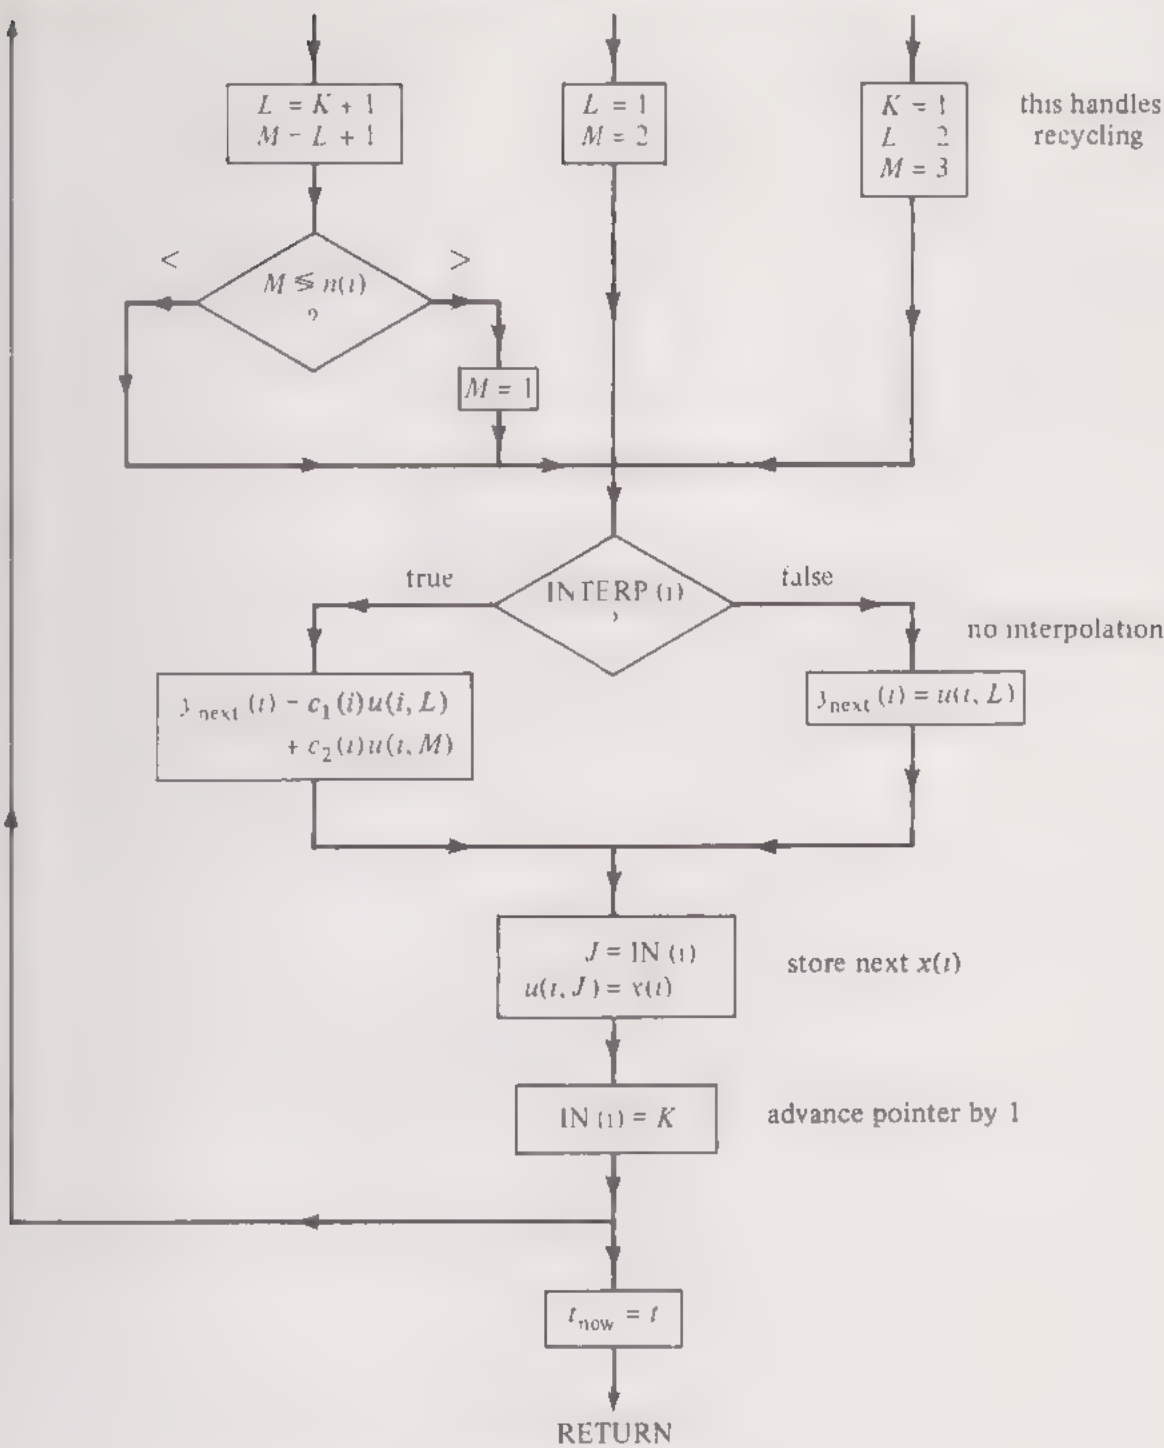 L = K + 1
M = L + 1
L = 1
M = 2
K = 1
L 2
M = 3
this handles
recycling
<
>
M ≶ n(i)
?
M = 1
true
false
INTERP (i)
?
no interpolation
y_next (i) = c_1(i)u(i, L)
+ c_2(i)u(i, M)
y_next (i) = u(i, L)
J = IN (i)
u(i, J) = x(i)
store next x(i)
IN (i) = K
advance pointer by 1
t_now = t
RETURN